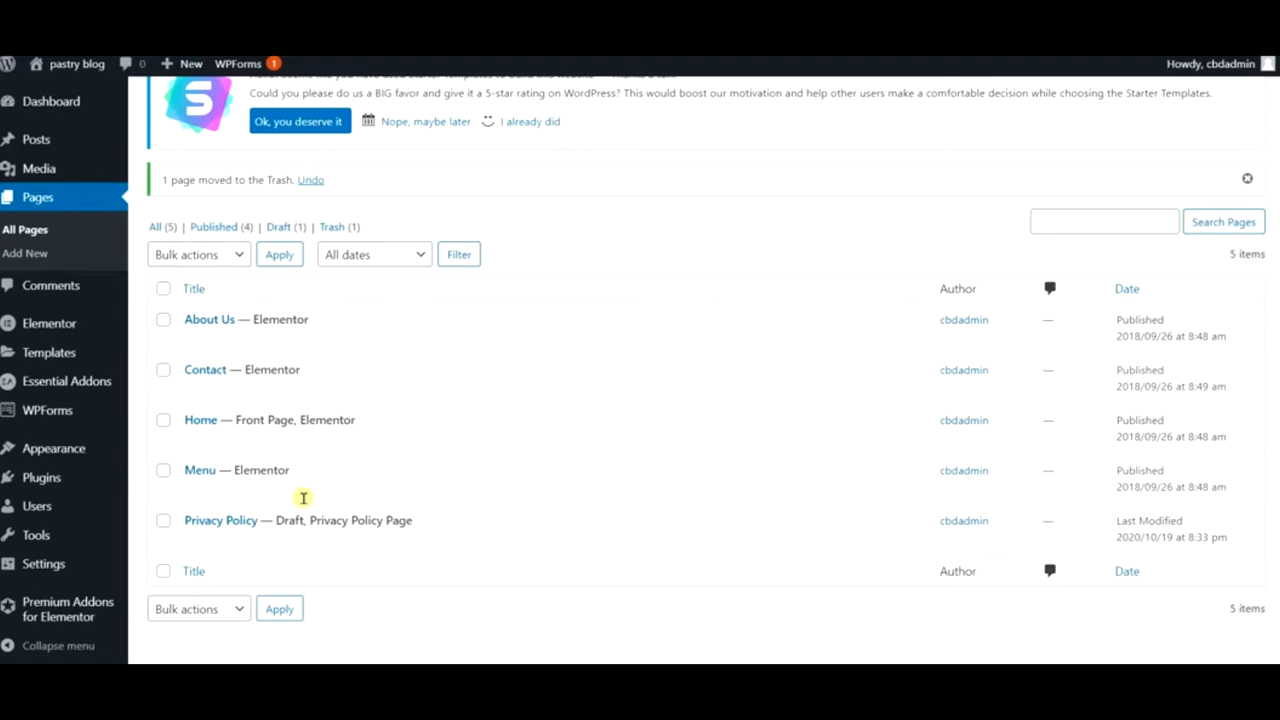 pastry blog 0 New WPForms 1 Howdy, cbdadmin
Could you please do us a BIG favor and give it a 5-star rating on WordPress? This would boost our motivation and help other users make a comfortable decision while choosing the Starter Templates.
Ok, you deserve it Nope, maybe later I already did
1 page moved to the Trash. Undo
Dashboard
Posts
Media
Pages
All Pages
Add New
Comments
Elementor
Templates
Essential Addons
WPForms
Appearance
Plugins
Users
Tools
Settings
Premium Addons
for Elementor
Collapse menu
All (5) | Published (4) | Draft (1) | Trash (1)
Search Pages
Bulk actions Apply All dates Filter 5 items
Title Author Date
About Us — Elementor cbdadmin — Published
2018/09/26 at 8:48 am
Contact — Elementor cbdadmin — Published
2018/09/26 at 8:49 am
Home — Front Page, Elementor cbdadmin — Published
2018/09/26 at 8:48 am
Menu — Elementor cbdadmin — Published
2018/09/26 at 8:48 am
Privacy Policy — Draft, Privacy Policy Page cbdadmin — Last Modified
2020/10/19 at 8:33 pm
Title Author Date
Bulk actions Apply 5 items